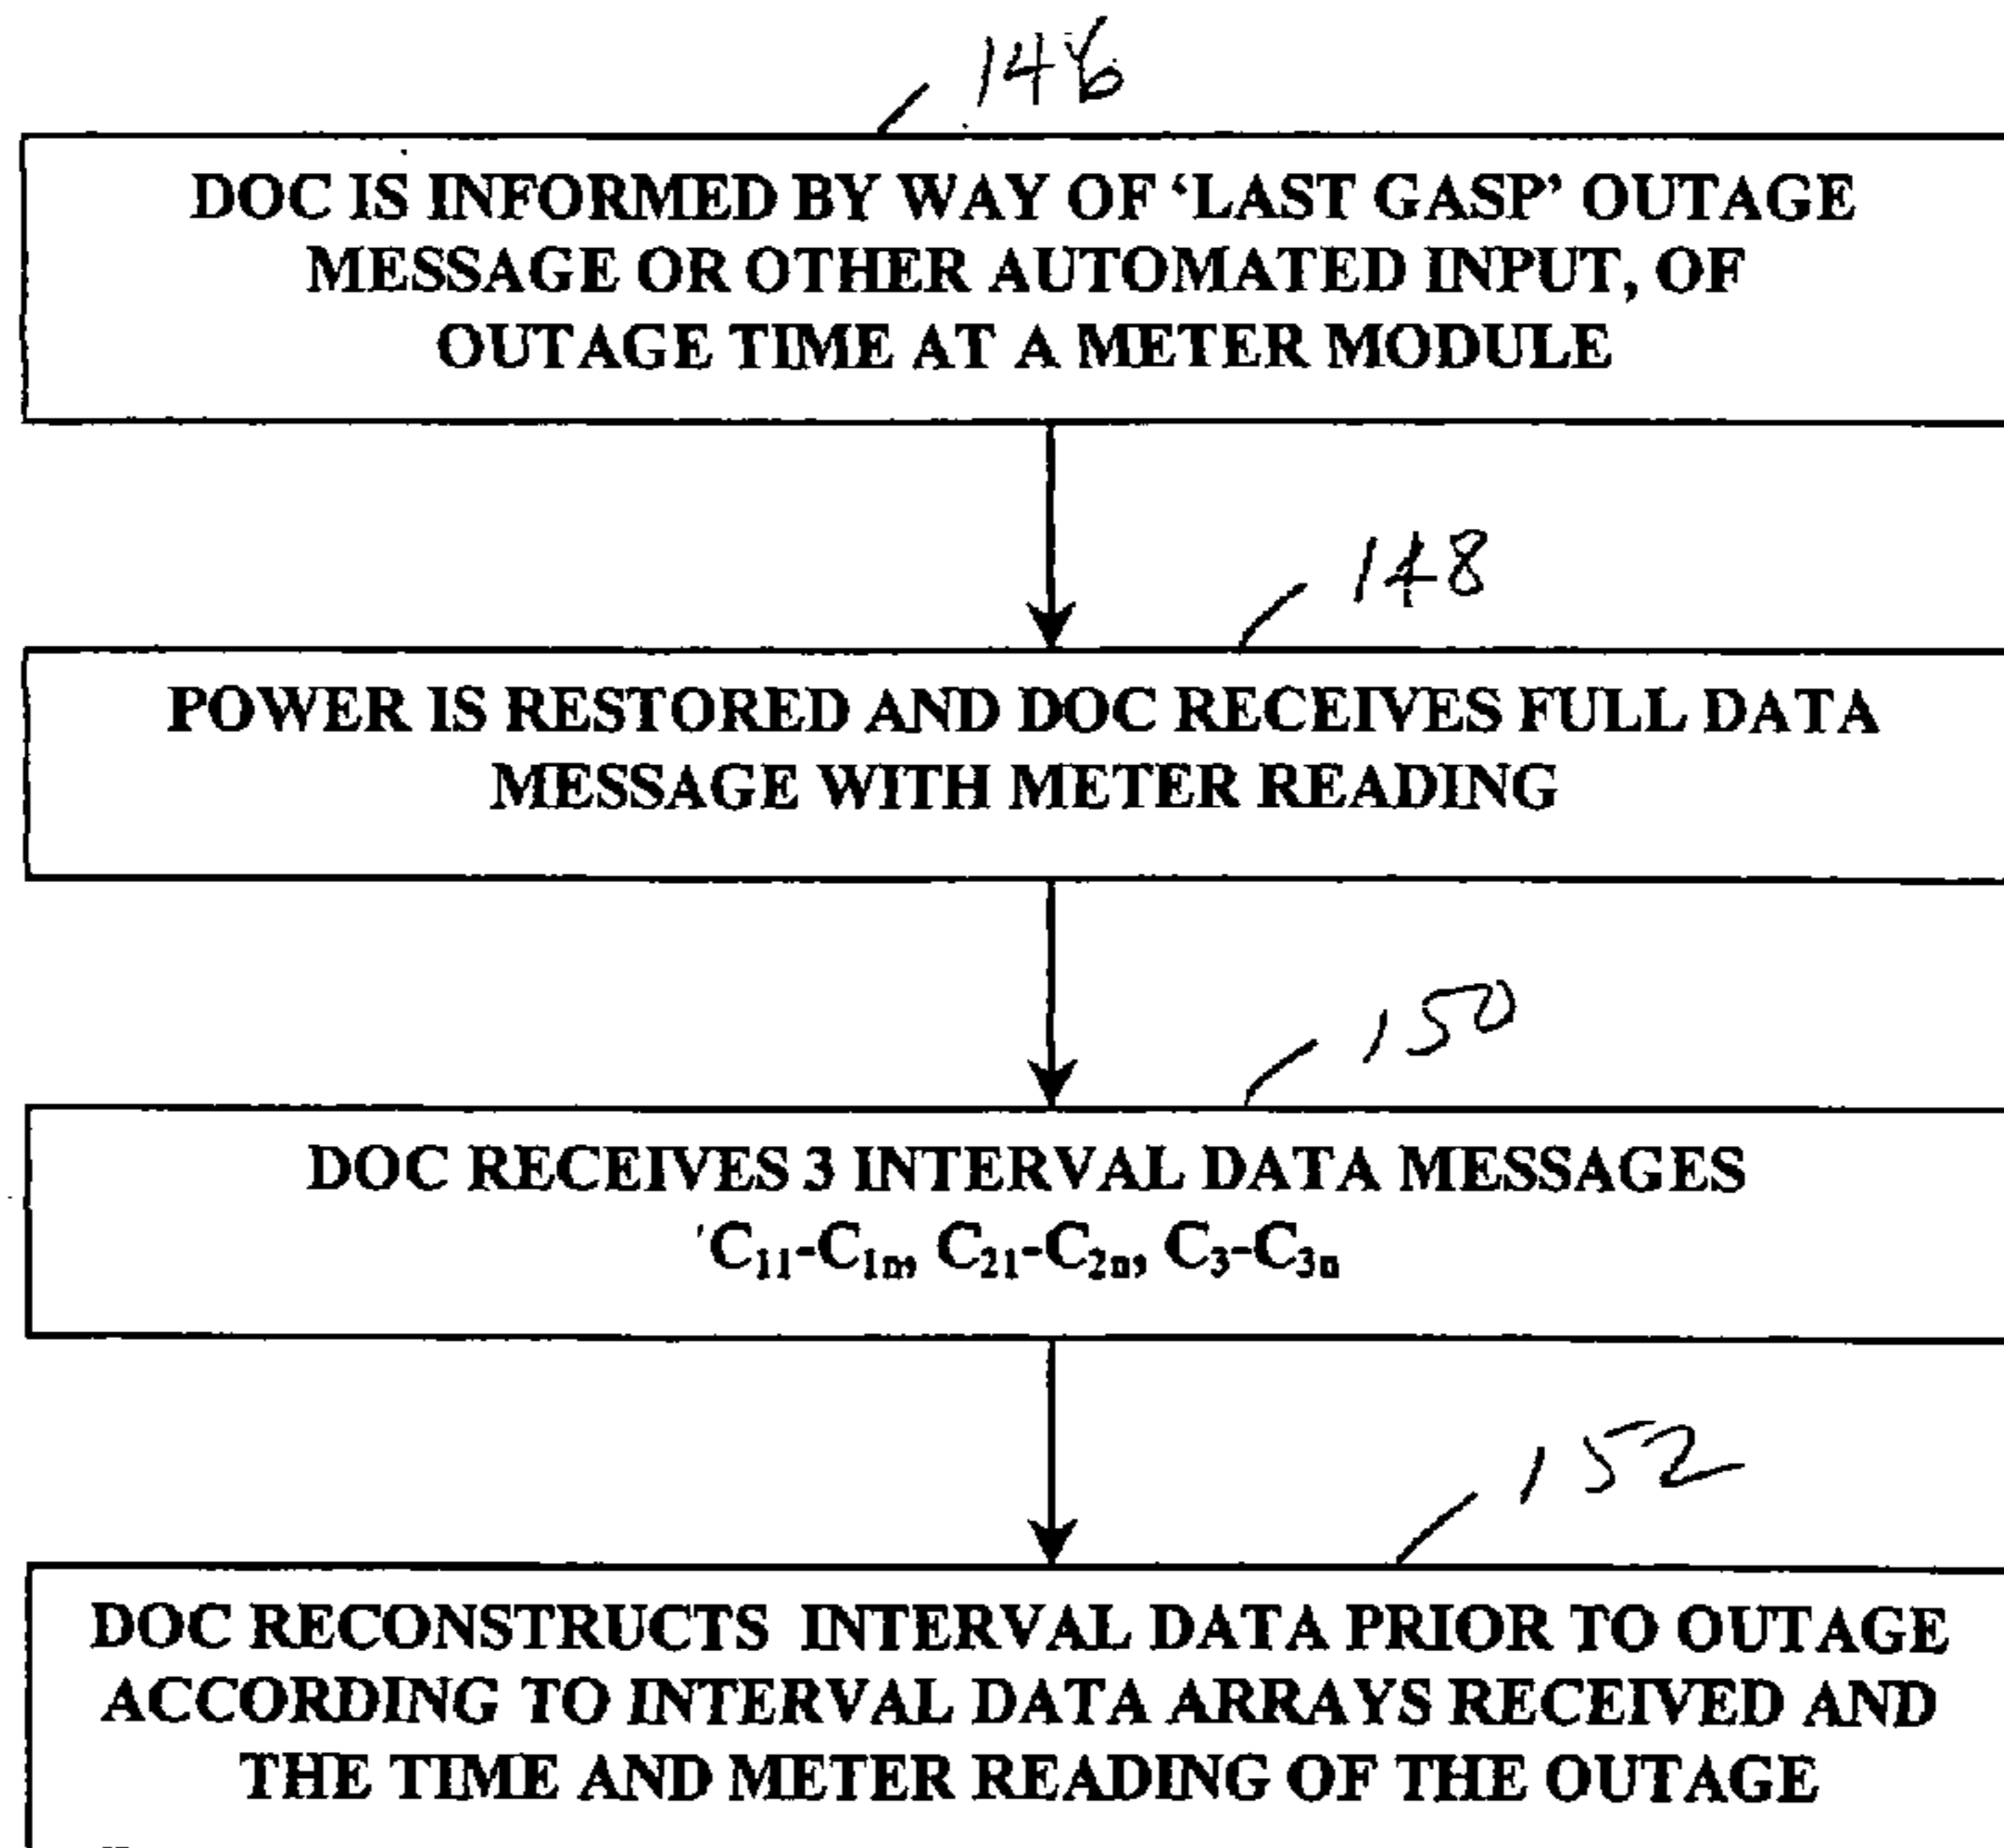 146
DOC IS INFORMED BY WAY OF ‘LAST GASP’ OUTAGE
MESSAGE OR OTHER AUTOMATED INPUT, OF
OUTAGE TIME AT A METER MODULE
148
POWER IS RESTORED AND DOC RECEIVES FULL DATA
MESSAGE WITH METER READING
150
DOC RECEIVES 3 INTERVAL DATA MESSAGES
C₁₁-C₁ₙ, C₂₁-C₂ₙ, C₃-C₃ₙ
152
DOC RECONSTRUCTS INTERVAL DATA PRIOR TO OUTAGE
ACCORDING TO INTERVAL DATA ARRAYS RECEIVED AND
THE TIME AND METER READING OF THE OUTAGE